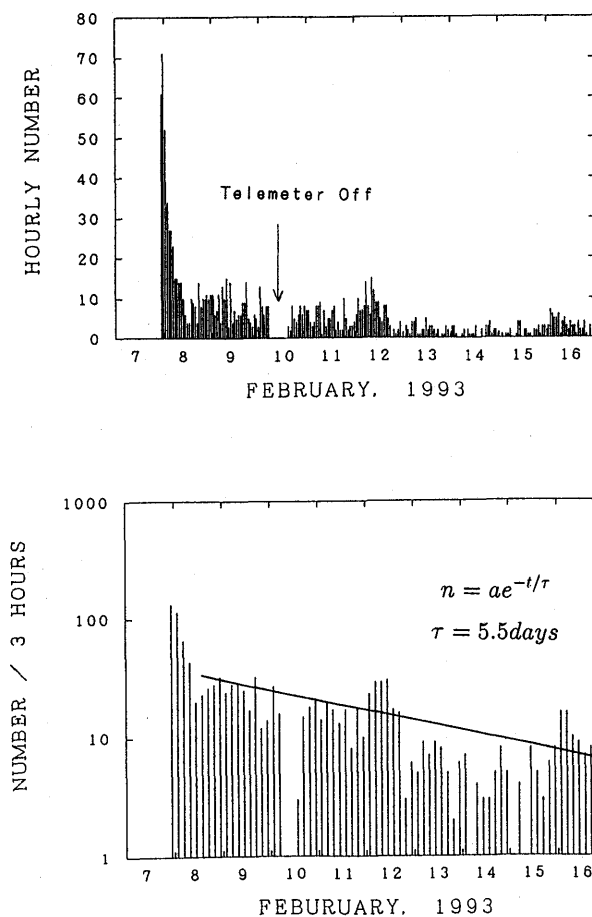 80
70
60
50
40
30
20
10
0
HOURLY NUMBER
Telemeter Off
7 8 9 10 11 12 13 14 15 16
FEBRUARY, 1993
1000
100
10
1
NUMBER / 3 HOURS
n = ae^{-t/τ}
τ = 5.5days
7 8 9 10 11 12 13 14 15 16
FEBURUARY, 1993